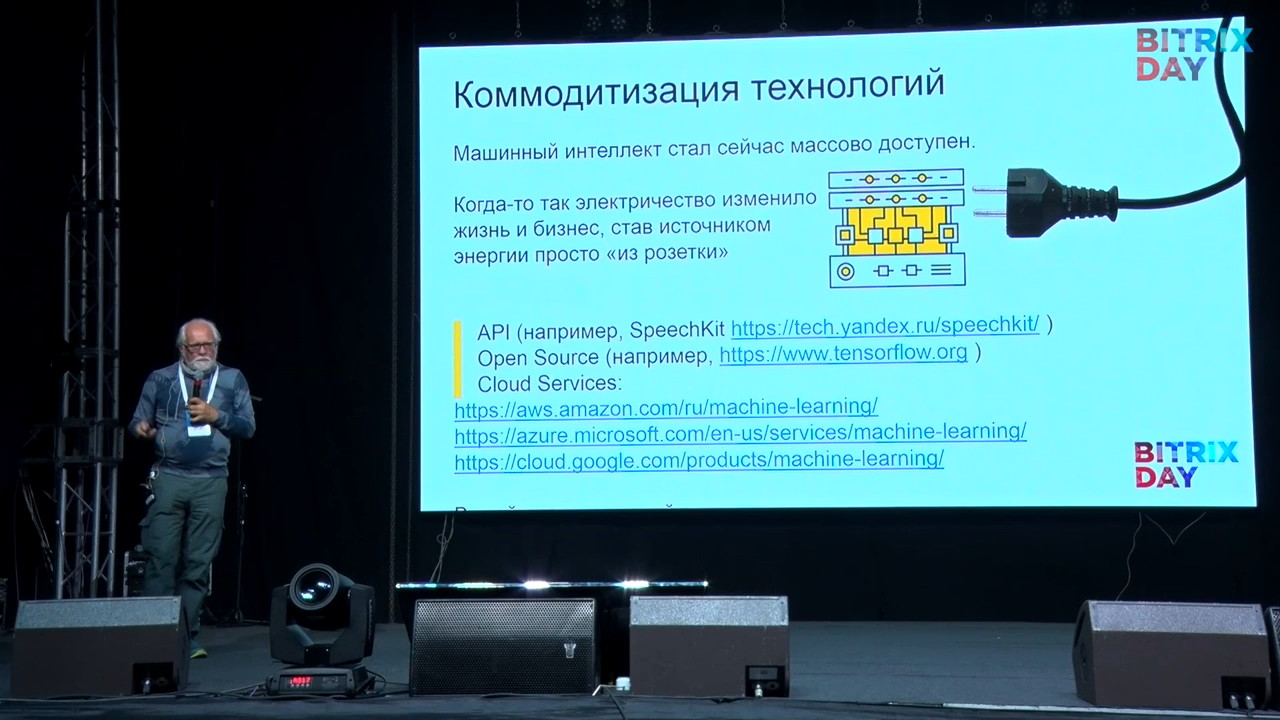 BITRIX
DAY
Коммодитизация технологий
Машинный интеллект стал сейчас массово доступен.
Когда-то так электричество изменило
жизнь и бизнес, став источником
энергии просто «из розетки»
API (например, SpeechKit https://tech.yandex.ru/speechkit/ )
Open Source (например, https://www.tensorflow.org )
Cloud Services:
https://aws.amazon.com/ru/machine-learning/
https://azure.microsoft.com/en-us/services/machine-learning/
https://cloud.google.com/products/machine-learning/
BITRIX
DAY